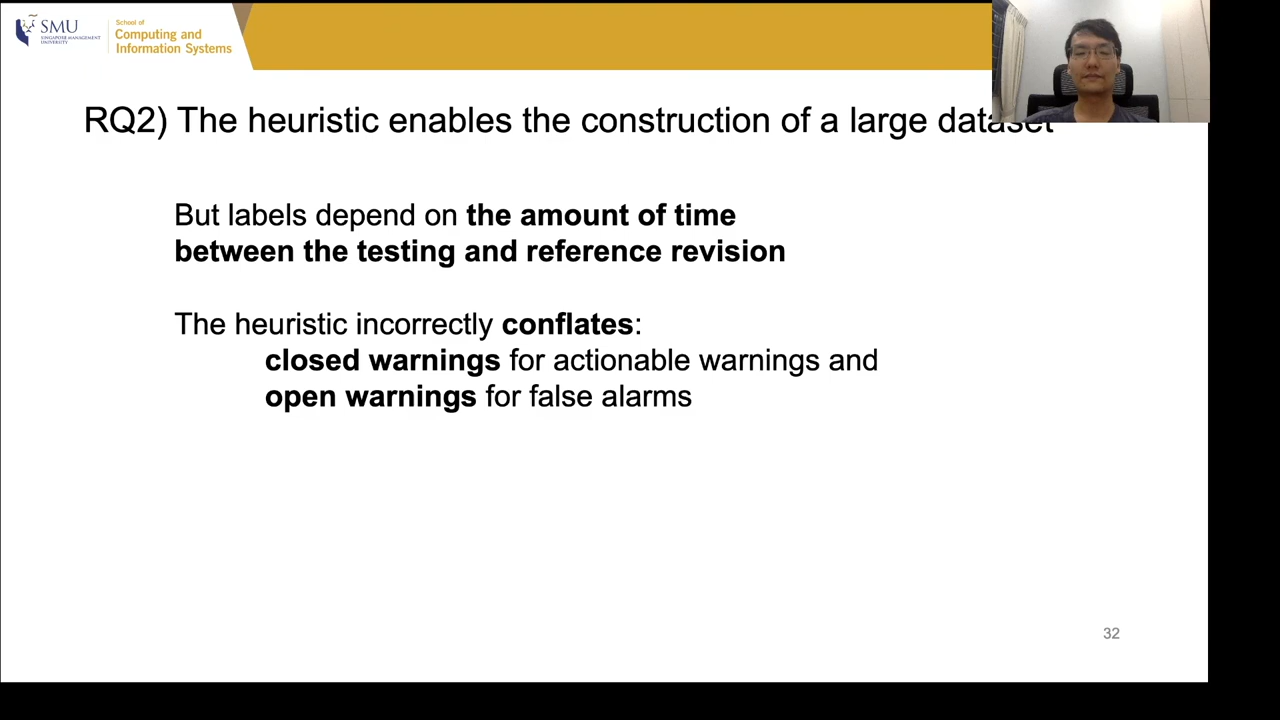 SMU
SINGAPORE MANAGEMENT
UNIVERSITY
School of
Computing and
Information Systems
RQ2) The heuristic enables the construction of a large dataset
But labels depend on the amount of time
between the testing and reference revision
The heuristic incorrectly conflates:
closed warnings for actionable warnings and
open warnings for false alarms
32